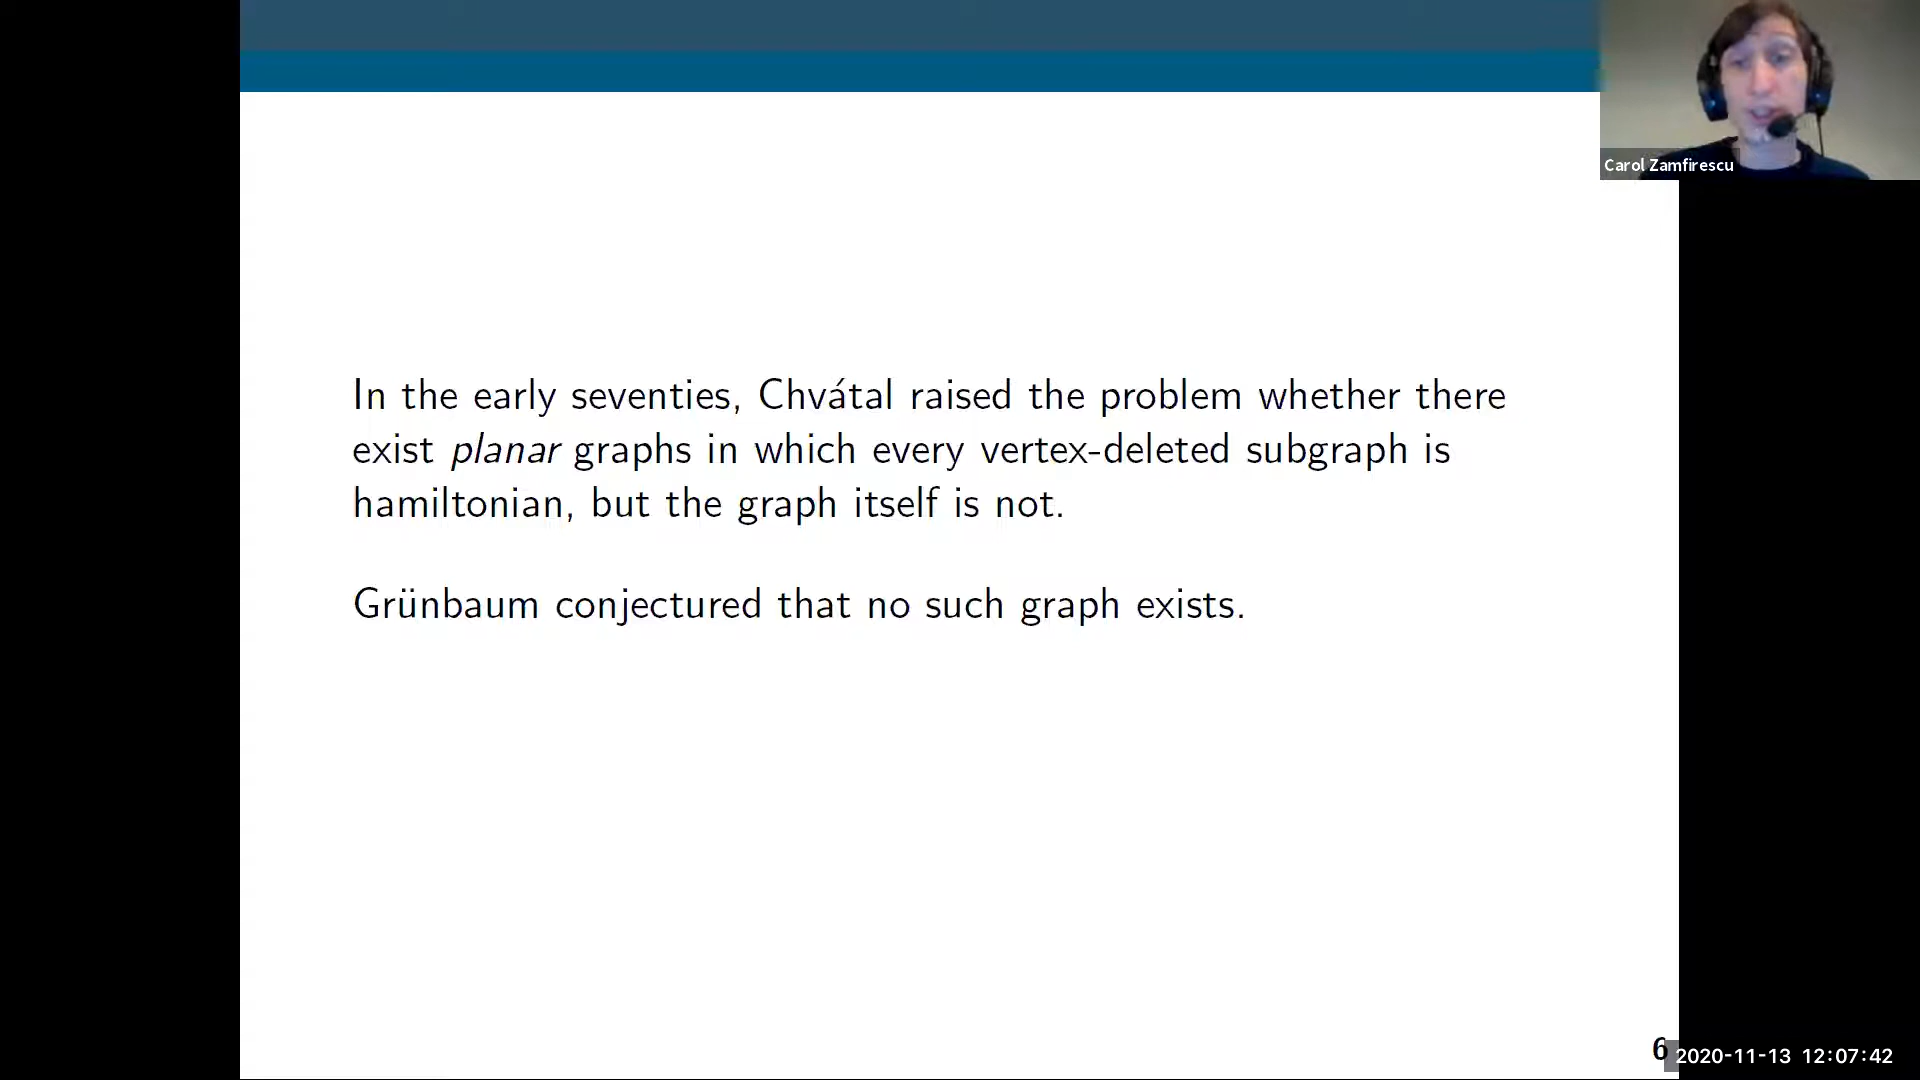 Carol Zamfirescu
In the early seventies, Chvátal raised the problem whether there
exist planar graphs in which every vertex-deleted subgraph is
hamiltonian, but the graph itself is not.
Grünbaum conjectured that no such graph exists.
6
2020-11-13 12:07:42